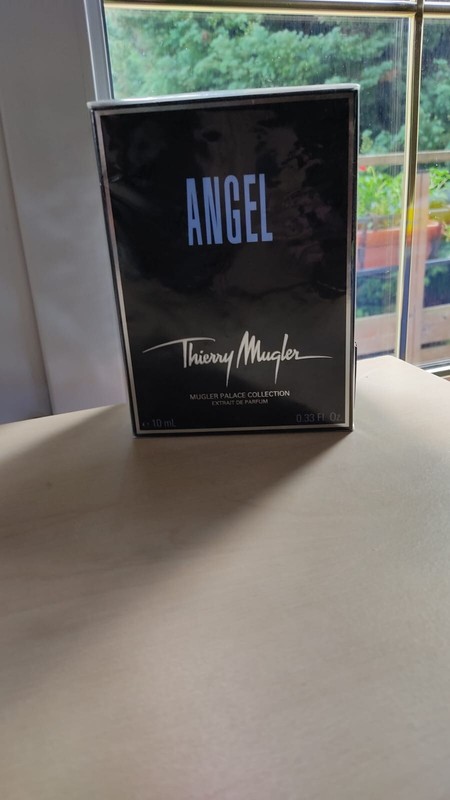 ANGEL
Thierry Mugler
MUGLER PALACE COLLECTION
EXTRAIT DE PARFUM
e 10 mL 0.33 Fl. Oz